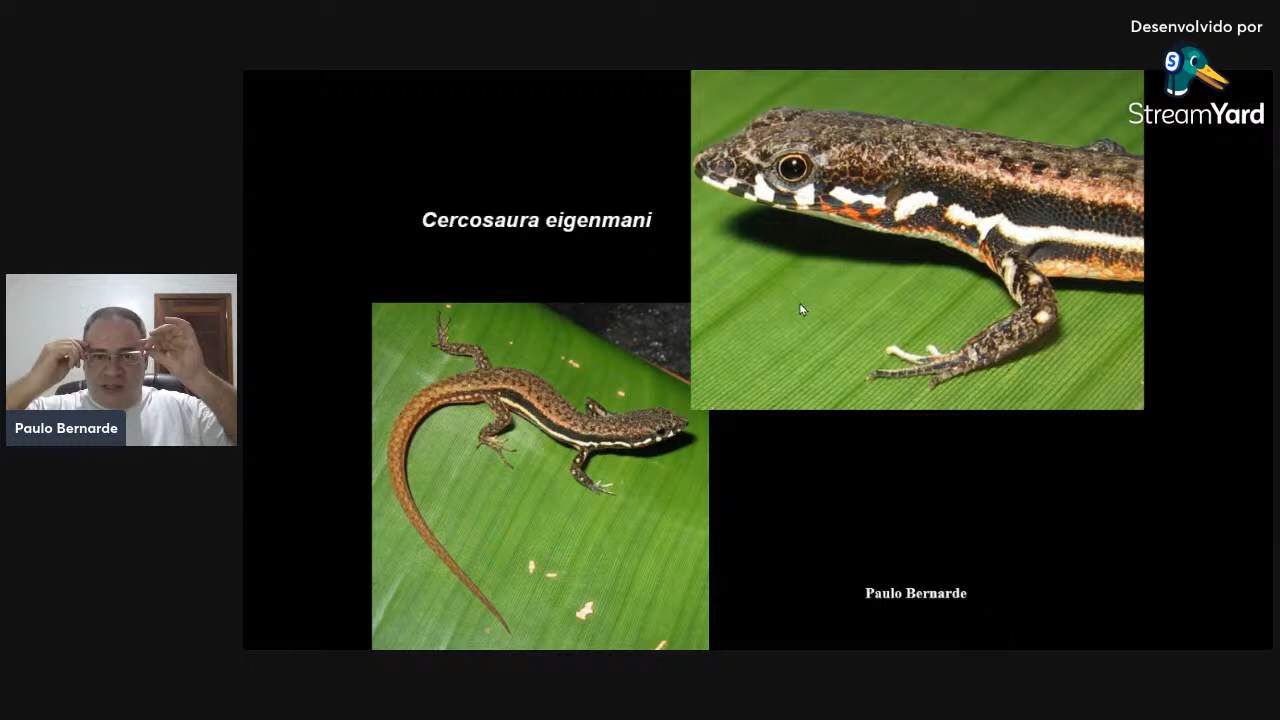 Desenvolvido por
S
StreamYard
Cercosaura eigenmani
Paulo Bernarde
Paulo Bernarde